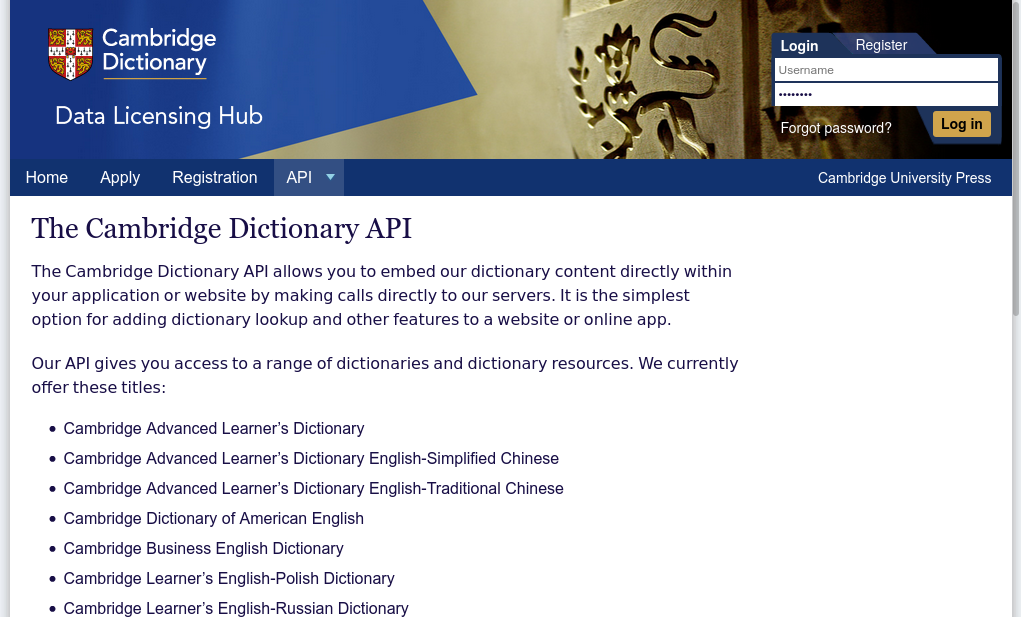 Cambridge
Dictionary
Data Licensing Hub
Login
Register
Username
••••••••
Forgot password?
Log in
Home
Apply
Registration
API
Cambridge University Press
The Cambridge Dictionary API
The Cambridge Dictionary API allows you to embed our dictionary content directly within
your application or website by making calls directly to our servers. It is the simplest
option for adding dictionary lookup and other features to a website or online app.
Our API gives you access to a range of dictionaries and dictionary resources. We currently
offer these titles:
• Cambridge Advanced Learner’s Dictionary
• Cambridge Advanced Learner’s Dictionary English-Simplified Chinese
• Cambridge Advanced Learner’s Dictionary English-Traditional Chinese
• Cambridge Dictionary of American English
• Cambridge Business English Dictionary
• Cambridge Learner’s English-Polish Dictionary
• Cambridge Learner’s English-Russian Dictionary